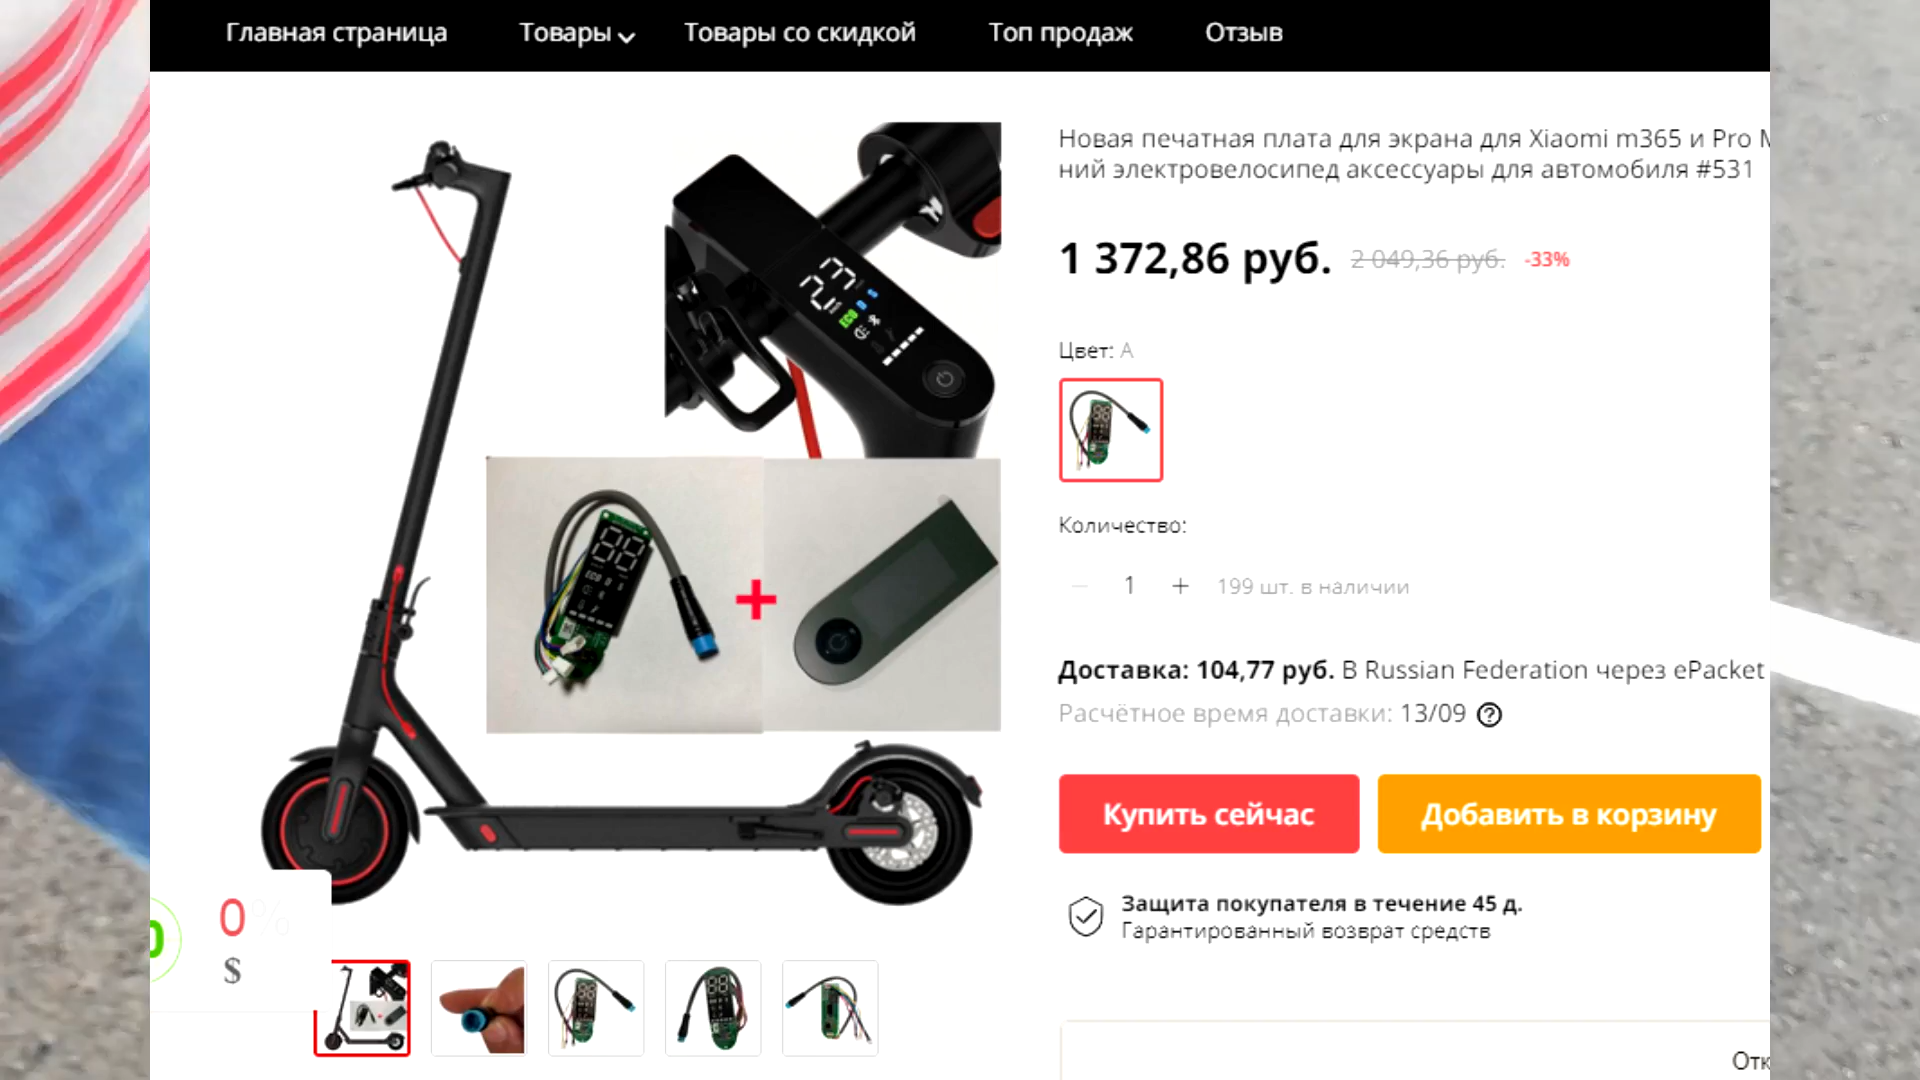 Главная страница
Товары
Товары со скидкой
Топ продаж
Отзыв
Новая печатная плата для экрана для Xiaomi m365 и Pro
ний электровелосипед аксессуары для автомобиля #531
1 372,86 руб. 2 049,36 руб. -33%
Цвет: A
Количество:
1 + 199 шт. в наличии
Доставка: 104,77 руб. В Russian Federation через ePacket
Расчётное время доставки: 13/09
Купить сейчас
Добавить в корзину
Защита покупателя в течение 45 д.
Гарантированный возврат средств
0%
$
ECO